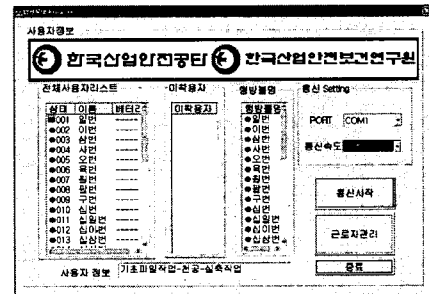 사용자정보
한국산업안전공단 한국산업안전보건연구원
전체사용자리스트
미착용자
행방불명
통신 Setting
상태 이름 배터리
001 일번 ------
002 이번 ------
003 삼번 ------
004 사번 ------
005 오번 ------
006 육번 ------
007 칠번 ------
008 팔번 ------
009 구번 ------
010 십번 ------
011 십일번 ------
012 십이번 ------
013 십삼번 ------
미착용자
행방불명
일번
이번
삼번
사번
오번
육번
칠번
팔번
구번
십번
십일번
십이번
십삼번
PORT COM1
통신속도
통신시작
근로자관리
종료
사용자 정보 기초파일작업-천공-실측작업